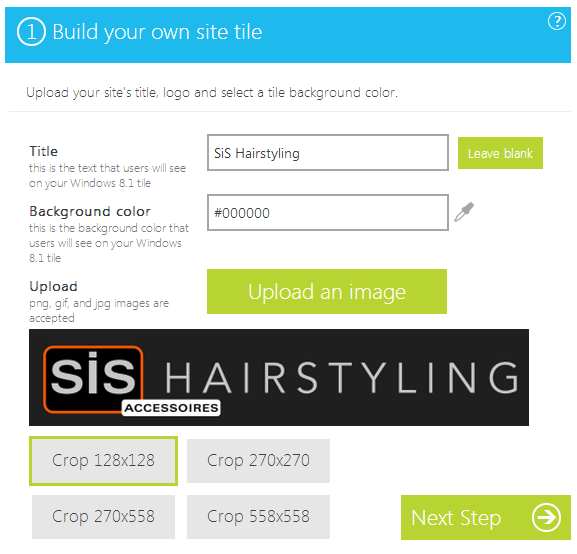 1 Build your own site tile
?
Upload your site's title, logo and select a tile background color.
Title
this is the text that users will see
on your Windows 8.1 tile
SiS Hairstyling
Leave blank
Background color
this is the background color that
users will see on your Windows
8.1 tile
#000000
Upload
png, gif, and jpg images are
accepted
Upload an image
sis HAIRSTYLING
ACCESSOIRES
Crop 128x128
Crop 270x270
Crop 270x558
Crop 558x558
Next Step